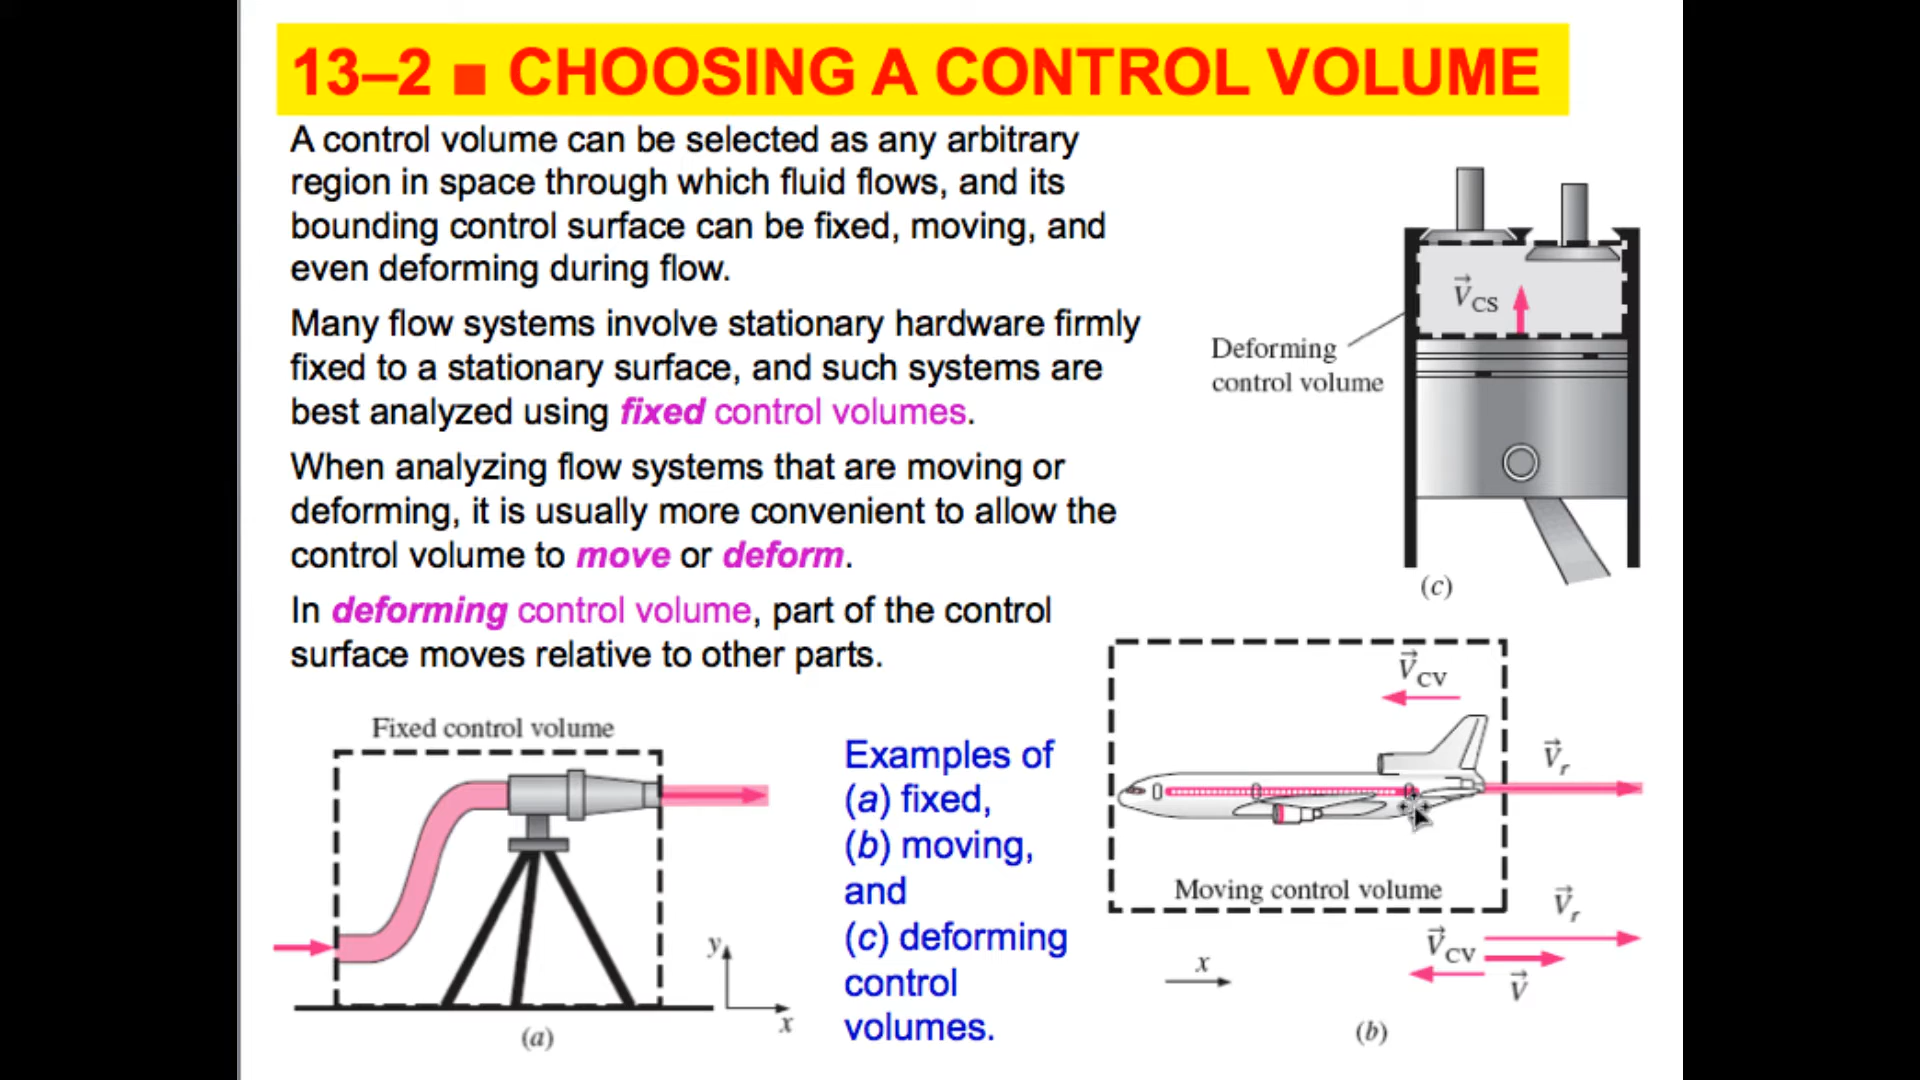 13–2 ■ CHOOSING A CONTROL VOLUME
A control volume can be selected as any arbitrary
region in space through which fluid flows, and its
bounding control surface can be fixed, moving, and
even deforming during flow.
Many flow systems involve stationary hardware firmly
fixed to a stationary surface, and such systems are
best analyzed using fixed control volumes.
When analyzing flow systems that are moving or
deforming, it is usually more convenient to allow the
control volume to move or deform.
In deforming control volume, part of the control
surface moves relative to other parts.
V⃗CS
Deforming
control volume
(c)
Fixed control volume
y
x
(a)
Examples of
(a) fixed,
(b) moving,
and
(c) deforming
control
volumes.
V⃗CV
V⃗r
Moving control volume
V⃗r
V⃗CV
V⃗
x
(b)